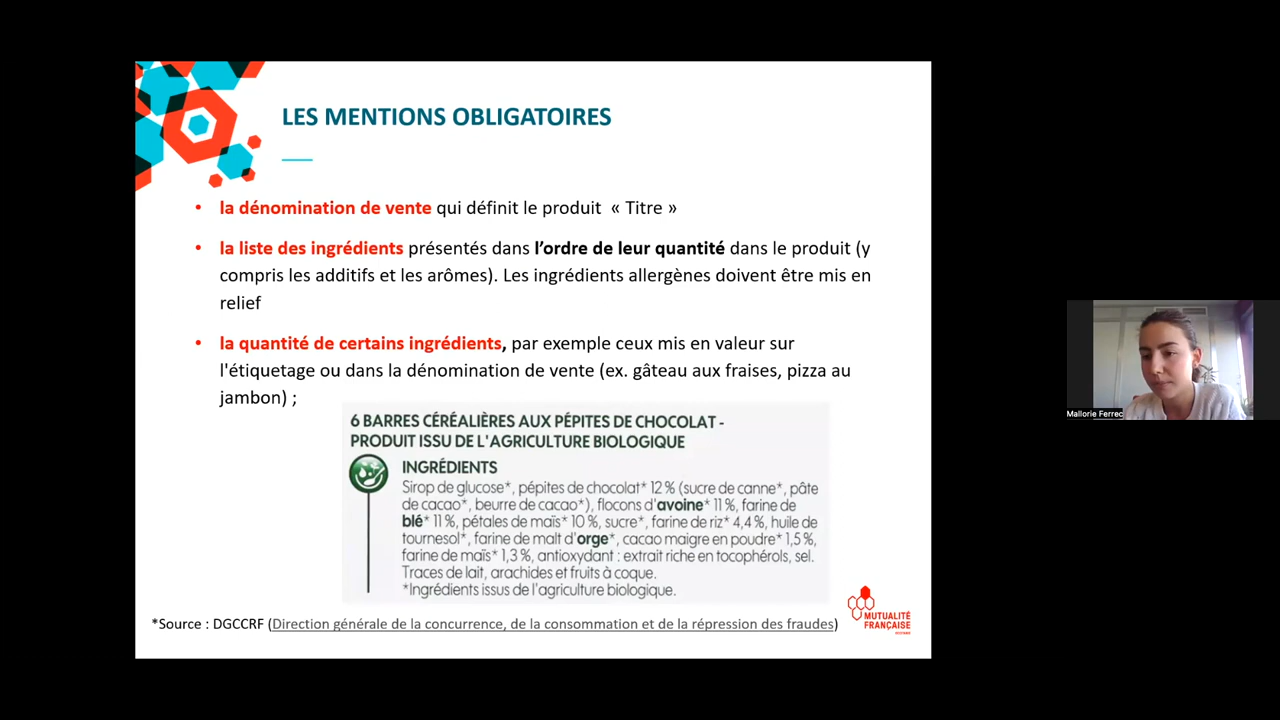 LES MENTIONS OBLIGATOIRES
• la dénomination de vente qui définit le produit « Titre »
• la liste des ingrédients présentés dans l’ordre de leur quantité dans le produit (y
compris les additifs et les arômes). Les ingrédients allergènes doivent être mis en
relief
• la quantité de certains ingrédients, par exemple ceux mis en valeur sur
l'étiquetage ou dans la dénomination de vente (ex. gâteau aux fraises, pizza au
jambon) ;
6 BARRES CÉRÉALIÈRES AUX PÉPITES DE CHOCOLAT -
PRODUIT ISSU DE L'AGRICULTURE BIOLOGIQUE
INGRÉDIENTS
Sirop de glucose*, pépites de chocolat* 12 % (sucre de canne*, pâte
de cacao*, beurre de cacao*), flocons d'avoine* 11 %, farine de
blé* 11 %, pétales de maïs* 10 %, sucre*, farine de riz* 4,4 %, huile de
tournesol*, farine de malt d'orge*, cacao maigre en poudre* 1,5 %,
farine de maïs* 1,3 %, antioxydant : extrait riche en tocophérols, sel.
Traces de lait, arachides et fruits à coque.
*Ingrédients issus de l'agriculture biologique.
*Source : DGCCRF (Direction générale de la concurrence, de la consommation et de la répression des fraudes)
MUTUALITÉ
FRANÇAISE
Mallorie Ferrec